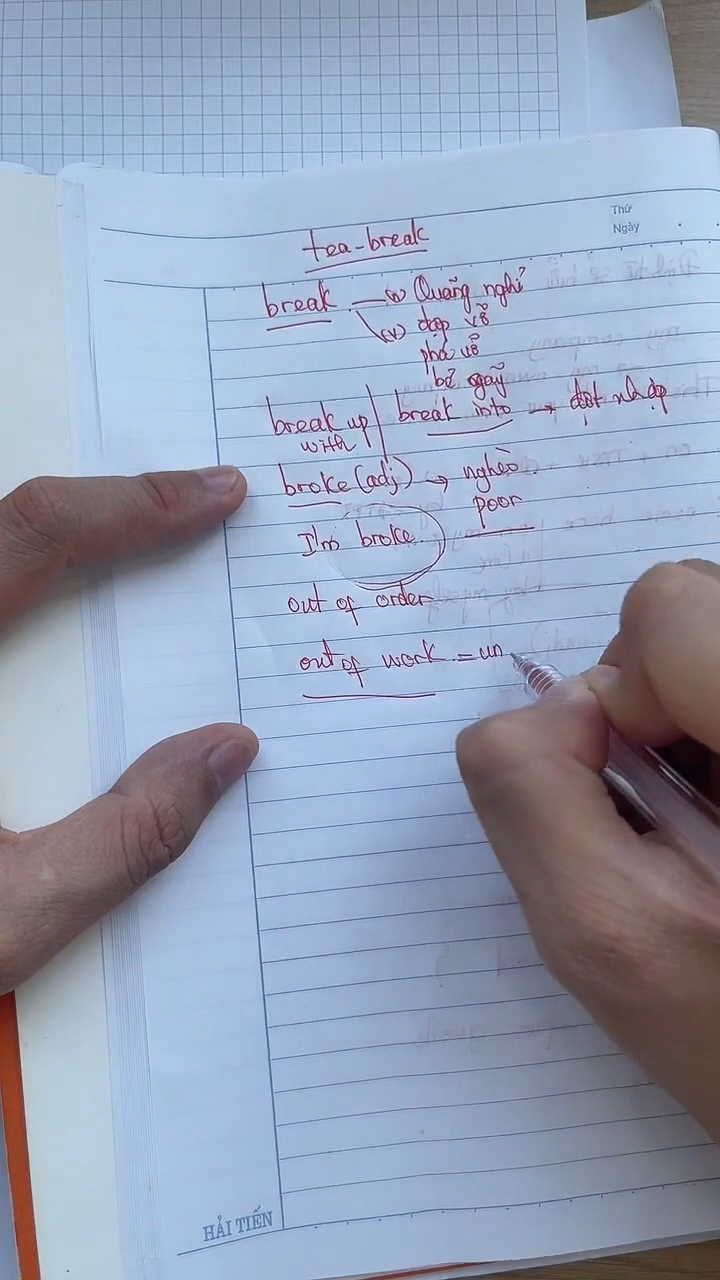 Thứ
Ngày
tea-break
break (n) Quãng nghỉ
(v) đập vỡ
phá vỡ
bẻ gãy
break up | break into → đột nhập
with
broke (adj) → nghèo
poor
I'm broke.
out of order
out of work = un
HẢI TIẾN